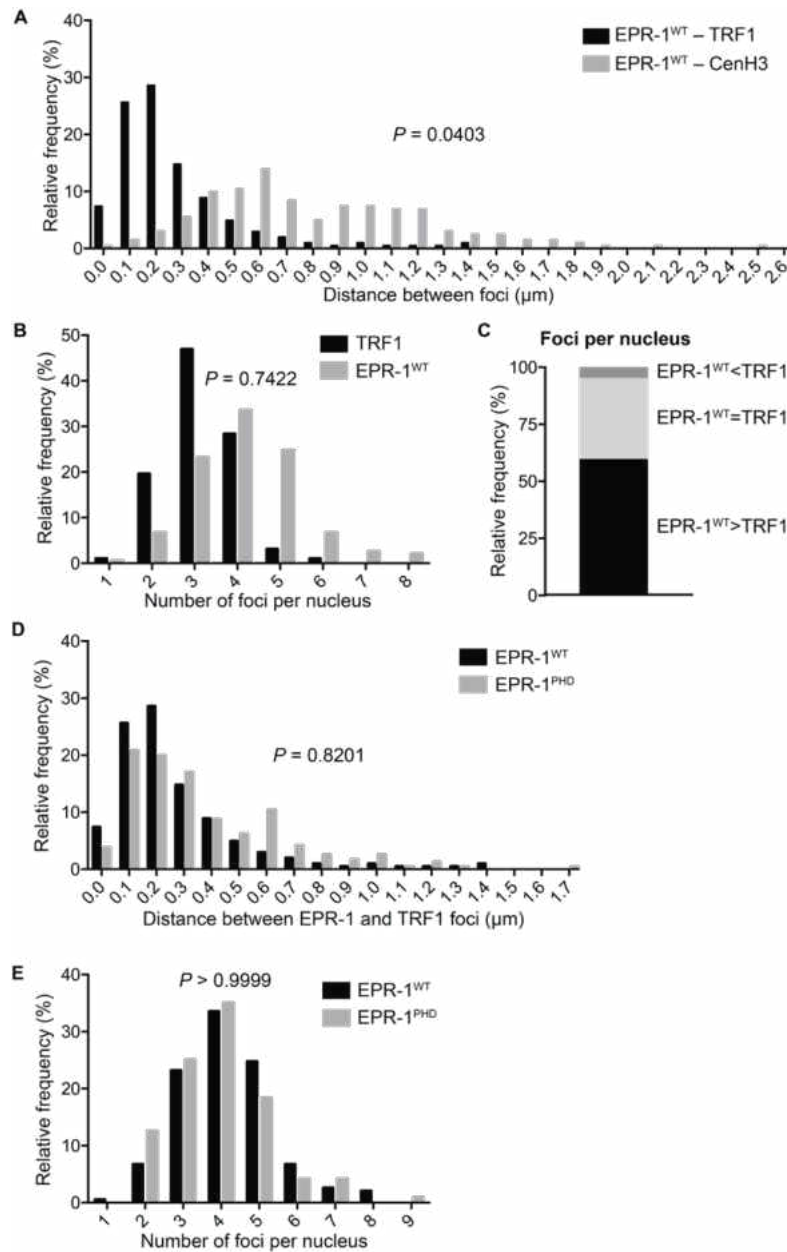 A
EPR-1WT – TRF1
EPR-1WT – CenH3
Relative frequency (%)
40
30
20
10
0
P = 0.0403
0.0 0.1 0.2 0.3 0.4 0.5 0.6 0.7 0.8 0.9 1.0 1.1 1.2 1.3 1.4 1.5 1.6 1.7 1.8 1.9 2.0 2.1 2.2 2.3 2.4 2.5 2.6
Distance between foci (µm)
B
TRF1
EPR-1WT
Relative frequency (%)
50
40
30
20
10
0
P = 0.7422
1 2 3 4 5 6 7 8
Number of foci per nucleus
C
Foci per nucleus
Relative frequency (%)
100
75
50
25
0
EPR-1WT<TRF1
EPR-1WT=TRF1
EPR-1WT>TRF1
D
EPR-1WT
EPR-1PHD
Relative frequency (%)
40
30
20
10
0
P = 0.8201
0.0 0.1 0.2 0.3 0.4 0.5 0.6 0.7 0.8 0.9 1.0 1.1 1.2 1.3 1.4 1.5 1.6 1.7
Distance between EPR-1 and TRF1 foci (µm)
E
P > 0.9999
EPR-1WT
EPR-1PHD
Relative frequency (%)
40
30
20
10
0
1 2 3 4 5 6 7 8 9
Number of foci per nucleus